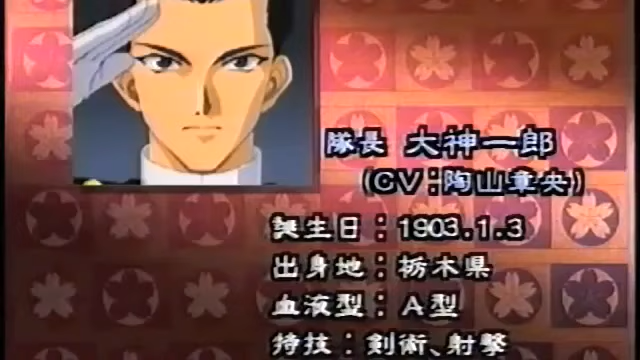 隊長 大神一郎
(CV:陶山章央)
誕生日:1903.1.3
出身地:栃木県
血液型:A型
特技:剣術、射撃